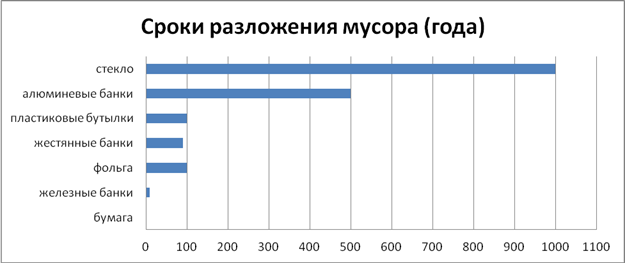 Сроки разложения мусора (года)
стекло
алюминевые банки
пластиковые бутылки
жестянные банки
фольга
железные банки
бумага
0 100 200 300 400 500 600 700 800 900 1000 1100